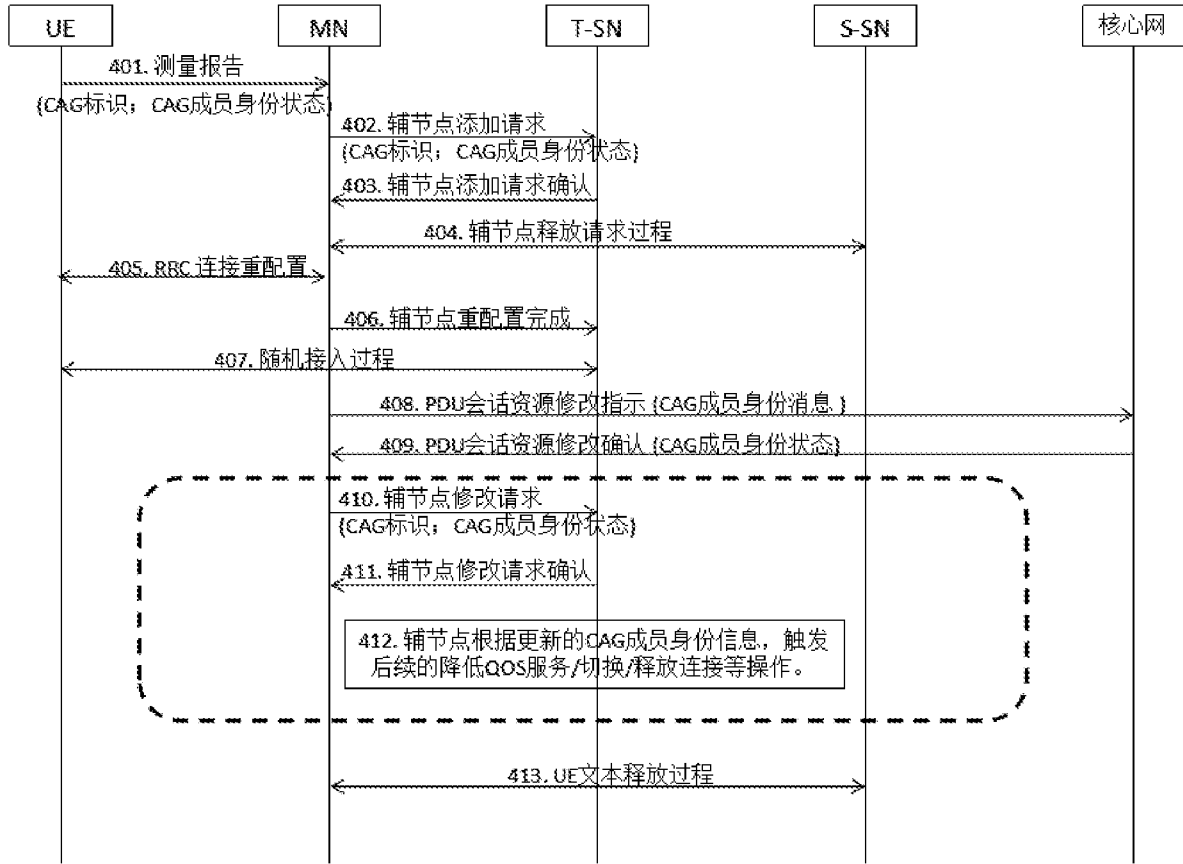 UE
MN
T-SN
S-SN
核心网
401. 测量报告
(CAG标识；CAG成员身份状态)
402. 辅节点添加请求
(CAG标识；CAG成员身份状态)
403. 辅节点添加请求确认
404. 辅节点释放请求过程
405. RRC 连接重配置
406. 辅节点重配置完成
407. 随机接入过程
408. PDU会话资源修改指示 (CAG成员身份消息 )
409. PDU会话资源修改确认 (CAG成员身份状态)
410. 辅节点修改请求
(CAG标识；CAG成员身份状态)
411. 辅节点修改请求确认
412. 辅节点根据更新的CAG成员身份信息，触发
后续的降低QOS服务/切换/释放连接等操作。
413. UE文本释放过程